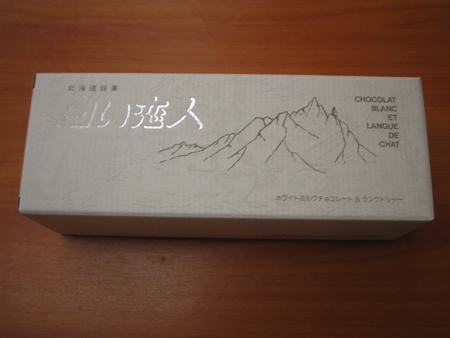 北海道銘菓
白い恋人
CHOCOLAT
BLANC
ET
LANGUE
DE
CHAT
ホワイトミルクチョコレート & ラングドシャー